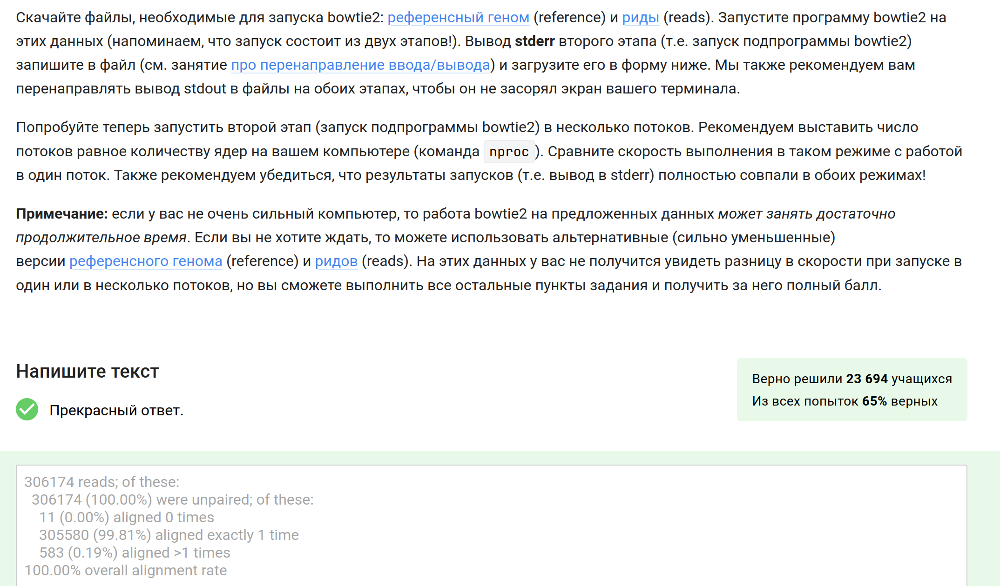 Скачайте файлы, необходимые для запуска bowtie2: референсный геном (reference) и риды (reads). Запустите программу bowtie2 на
этих данных (напоминаем, что запуск состоит из двух этапов!). Вывод stderr второго этапа (т.е. запуск подпрограммы bowtie2)
запишите в файл (см. занятие про перенаправление ввода/вывода) и загрузите его в форму ниже. Мы также рекомендуем вам
перенаправлять вывод stdout в файлы на обоих этапах, чтобы он не засорял экран вашего терминала.
Попробуйте теперь запустить второй этап (запуск подпрограммы bowtie2) в несколько потоков. Рекомендуем выставить число
потоков равное количеству ядер на вашем компьютере (команда nproc). Сравните скорость выполнения в таком режиме с работой
в один поток. Также рекомендуем убедиться, что результаты запусков (т.е. вывод в stderr) полностью совпали в обоих режимах!
Примечание: если у вас не очень сильный компьютер, то работа bowtie2 на предложенных данных может занять достаточно
продолжительное время. Если вы не хотите ждать, то можете использовать альтернативные (сильно уменьшенные)
версии референсного генома (reference) и ридов (reads). На этих данных у вас не получится увидеть разницу в скорости при запуске в
один или в несколько потоков, но вы сможете выполнить все остальные пункты задания и получить за него полный балл.
Напишите текст
Верно решили 23 694 учащихся
Из всех попыток 65% верных
Прекрасный ответ.
306174 reads; of these:
306174 (100.00%) were unpaired; of these:
11 (0.00%) aligned 0 times
305580 (99.81%) aligned exactly 1 time
583 (0.19%) aligned >1 times
100.00% overall alignment rate